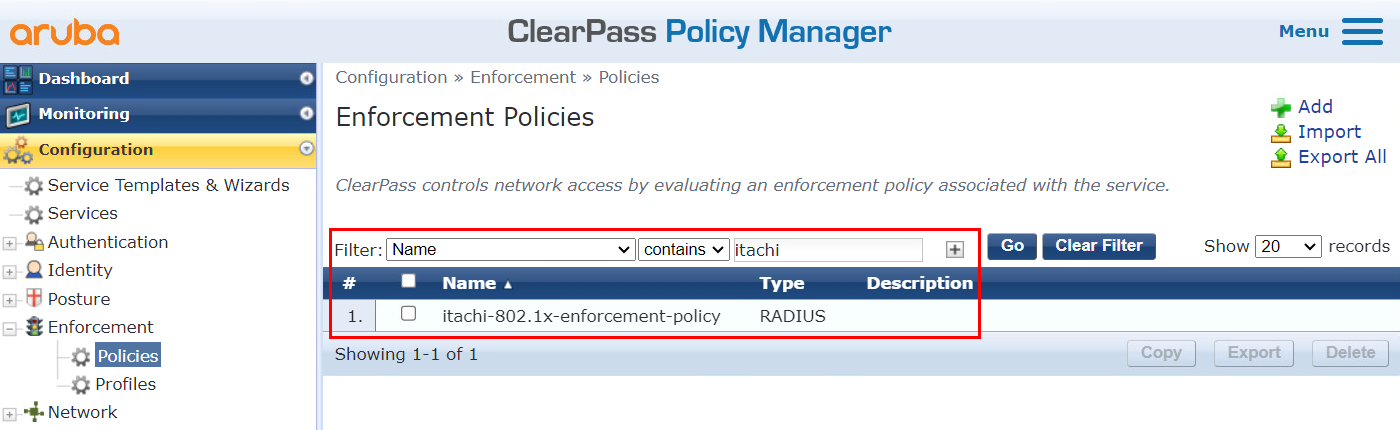 aruba
ClearPass Policy Manager
Menu
Dashboard
Monitoring
Configuration
Service Templates & Wizards
Services
Authentication
Identity
Posture
Enforcement
Policies
Profiles
Network
Configuration » Enforcement » Policies
Enforcement Policies
Add
Import
Export All
ClearPass controls network access by evaluating an enforcement policy associated with the service.
Filter: Name contains itachi Go Clear Filter Show 20 records
# Name Type Description
1. itachi-802.1x-enforcement-policy RADIUS
Showing 1-1 of 1 Copy Export Delete